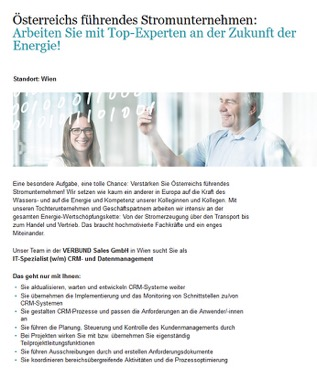 Österreichs führendes Stromunternehmen:
Arbeiten Sie mit Top-Experten an der Zukunft der
Energie!
Standort: Wien
Eine besondere Aufgabe, eine tolle Chance: Verstärken Sie Österreichs führendes
Stromunternehmen! Wir setzen wie kaum ein anderer in Europa auf die Kraft des
Wassers- und auf die Energie und Kompetenz unserer Kolleginnen und Kollegen. Mit
unseren Tochterunternehmen und Geschäftspartnern arbeiten wir intensiv an der
gesamten Energie-Wertschöpfungskette: Von der Stromerzeugung über den Transport bis
zum Handel und Vertrieb. Das braucht hochmotivierte Fachkräfte und ein enges
Miteinander.
Unser Team in der VERBUND Sales GmbH in Wien sucht Sie als
IT-Spezialist (w/m) CRM- und Datenmanagement
Das geht nur mit Ihnen:
• Sie aktualisieren, warten und entwickeln CRM-Systeme weiter
• Sie übernehmen die Implementierung und das Monitoring von Schnittstellen zu/von
CRM-Systemen
• Sie gestalten CRM-Prozesse und passen die Anforderungen an die Anwender/-innen
an
• Sie führen die Planung, Steuerung und Kontrolle des Kundenmanagements durch
• Bei Projekten wirken Sie mit bzw. übernehmen Sie eigenständig
Teilprojektleitungsfunktionen
• Sie führen Ausschreibungen durch und erstellen Anforderungsdokumente
• Sie koordinieren bereichsübergreifende Aktivitäten und die Prozessoptimierung